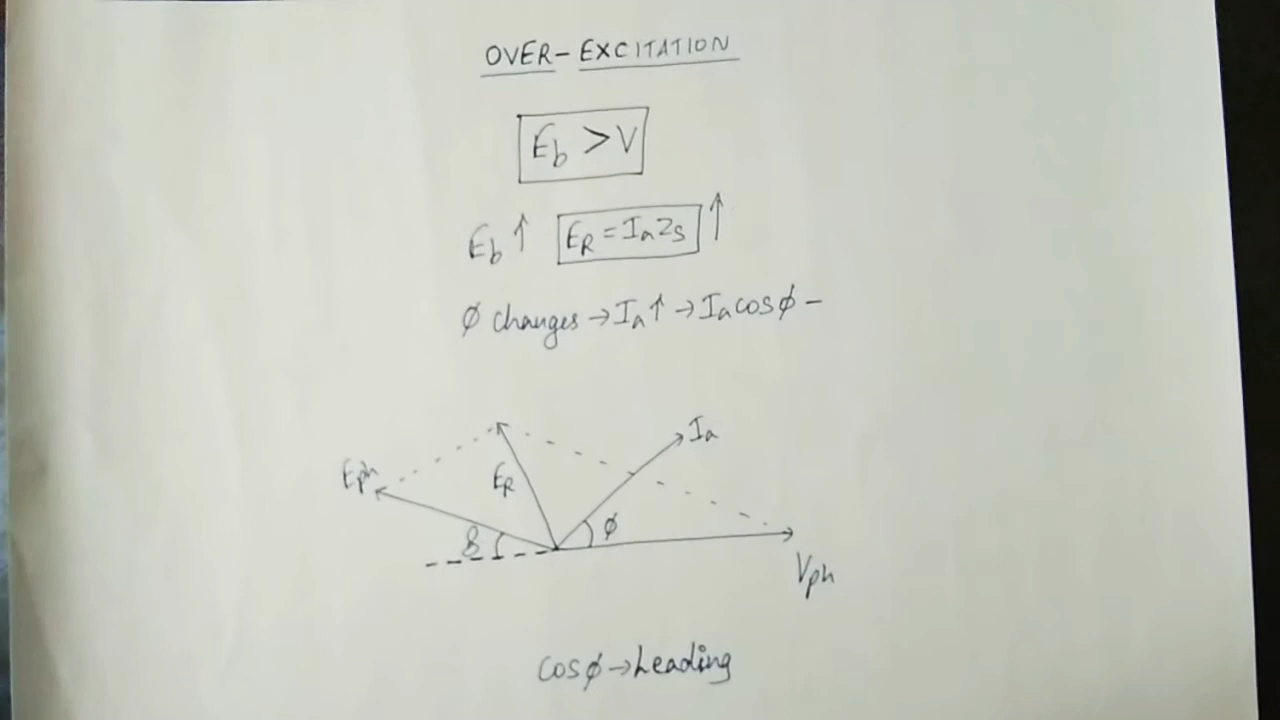 OVER-EXCITATION
Eb > V
Eb ↑ ER = IaZs ↑
φ changes → Ia ↑ → Ia cosφ –
Ia
Eph
ER
δ
φ
Vph
cosφ → Leading